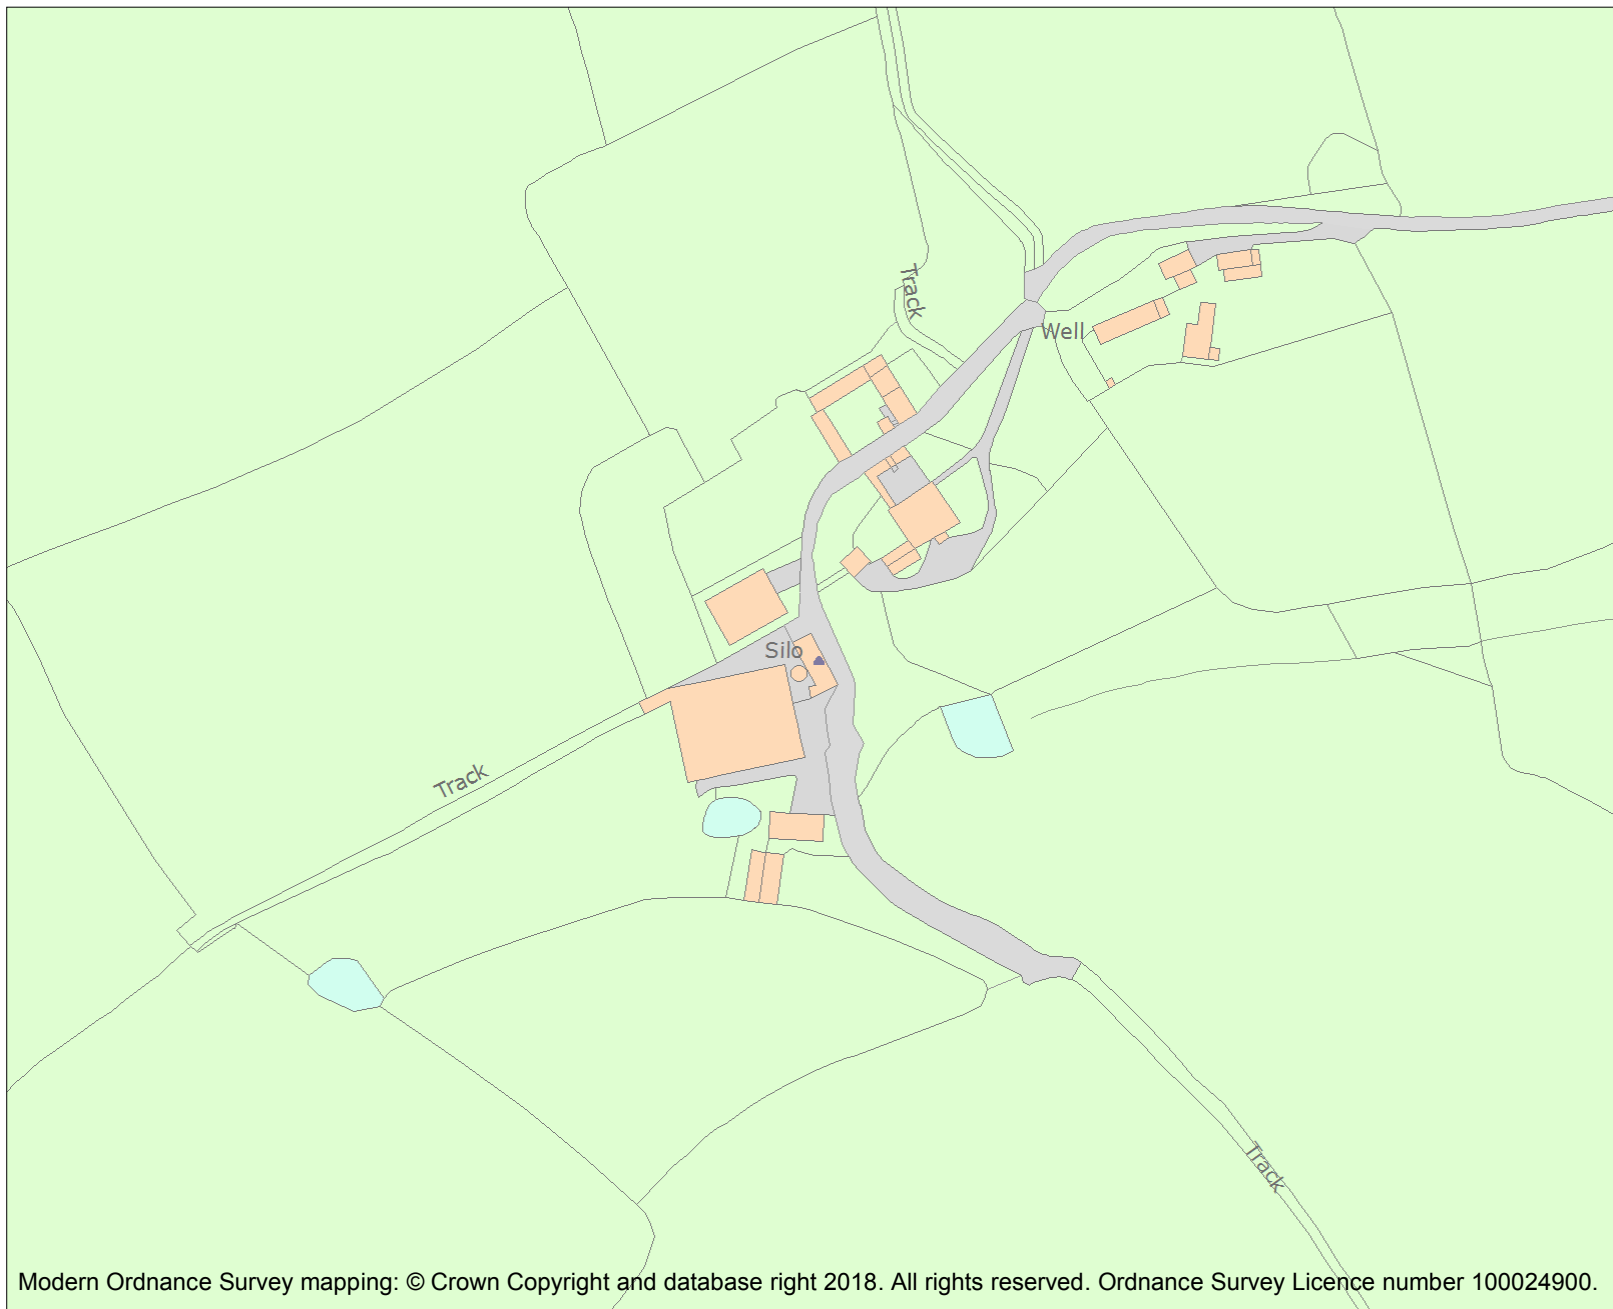 Track
Well
Silo
Track
Track
Modern Ordnance Survey mapping: © Crown Copyright and database right 2018. All rights reserved. Ordnance Survey Licence number 100024900.